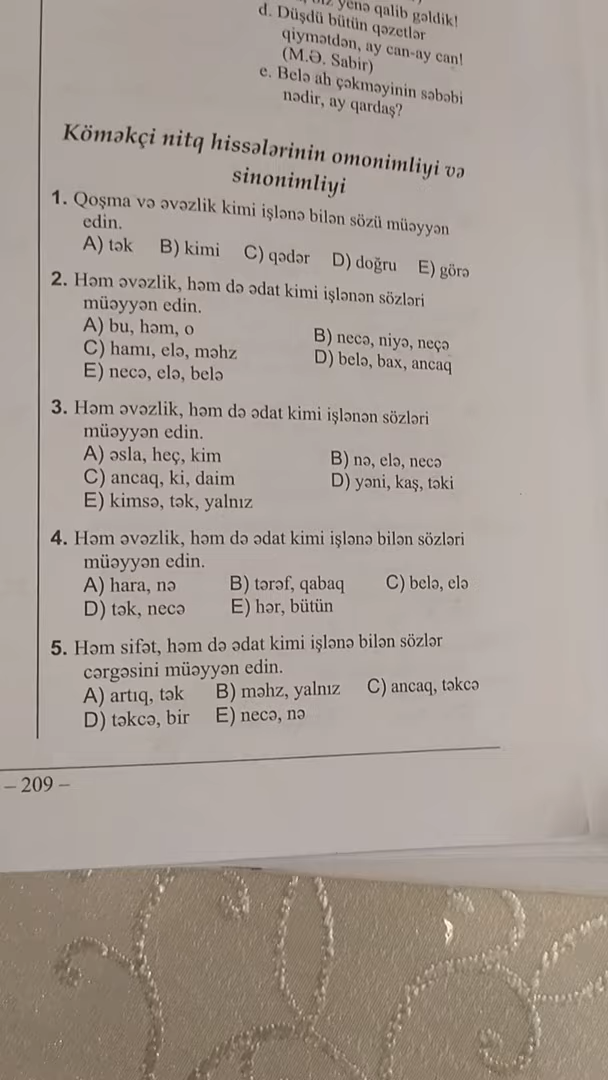 yenə qalib gəldik!
d. Düşdü bütün qəzetlər
qiymətdən, ay can-ay can!
(M.Ə. Sabir)
e. Belə ah çəkməyinin səbəbi
nədir, ay qardaş?
Köməkçi nitq hissələrinin omonimliyi və
sinonimliyi
1. Qoşma və əvəzlik kimi işlənə bilən sözü müəyyən
edin.
A) tək B) kimi C) qədər D) doğru E) görə
2. Həm əvəzlik, həm də ədat kimi işlənən sözləri
müəyyən edin.
A) bu, həm, o B) necə, niyə, neçə
C) hamı, elə, məhz D) belə, bax, ancaq
E) necə, elə, belə
3. Həm əvəzlik, həm də ədat kimi işlənən sözləri
müəyyən edin.
A) əsla, heç, kim B) nə, elə, necə
C) ancaq, ki, daim D) yəni, kaş, təki
E) kimsə, tək, yalnız
4. Həm əvəzlik, həm də ədat kimi işlənə bilən sözləri
müəyyən edin.
A) hara, nə B) tərəf, qabaq C) belə, elə
D) tək, necə E) hər, bütün
5. Həm sifət, həm də ədat kimi işlənə bilən sözlər
cərgəsini müəyyən edin.
A) artıq, tək B) məhz, yalnız C) ancaq, təkcə
D) təkcə, bir E) necə, nə
– 209 –